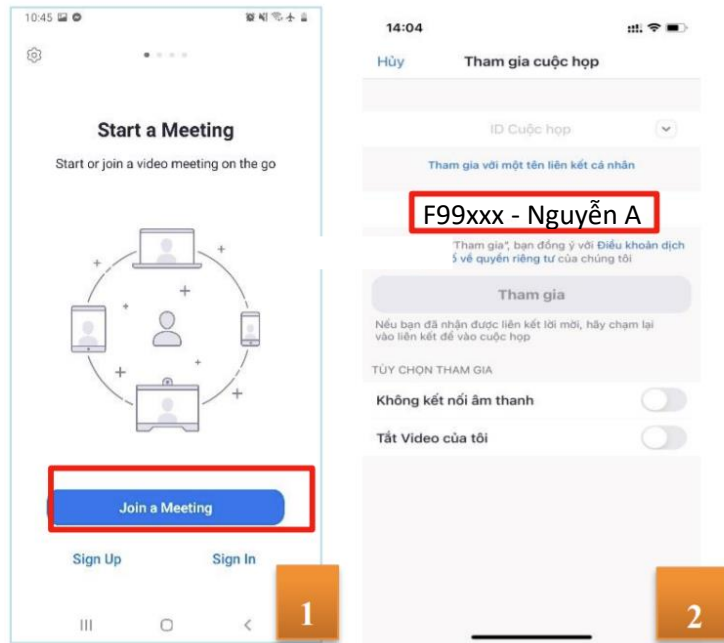 10:45
Start a Meeting
Start or join a video meeting on the go
Join a Meeting
Sign Up
Sign In
1
14:04
Hủy
Tham gia cuộc họp
ID Cuộc họp
Tham gia với một tên liên kết cá nhân
F99xxx - Nguyễn A
"Tham gia", bạn đồng ý với Điều khoản dịch
về quyền riêng tư của chúng tôi
Tham gia
Nếu bạn đã nhận được liên kết lời mời, hãy chạm lại
vào liên kết để vào cuộc họp
TÙY CHỌN THAM GIA
Không kết nối âm thanh
Tắt Video của tôi
2